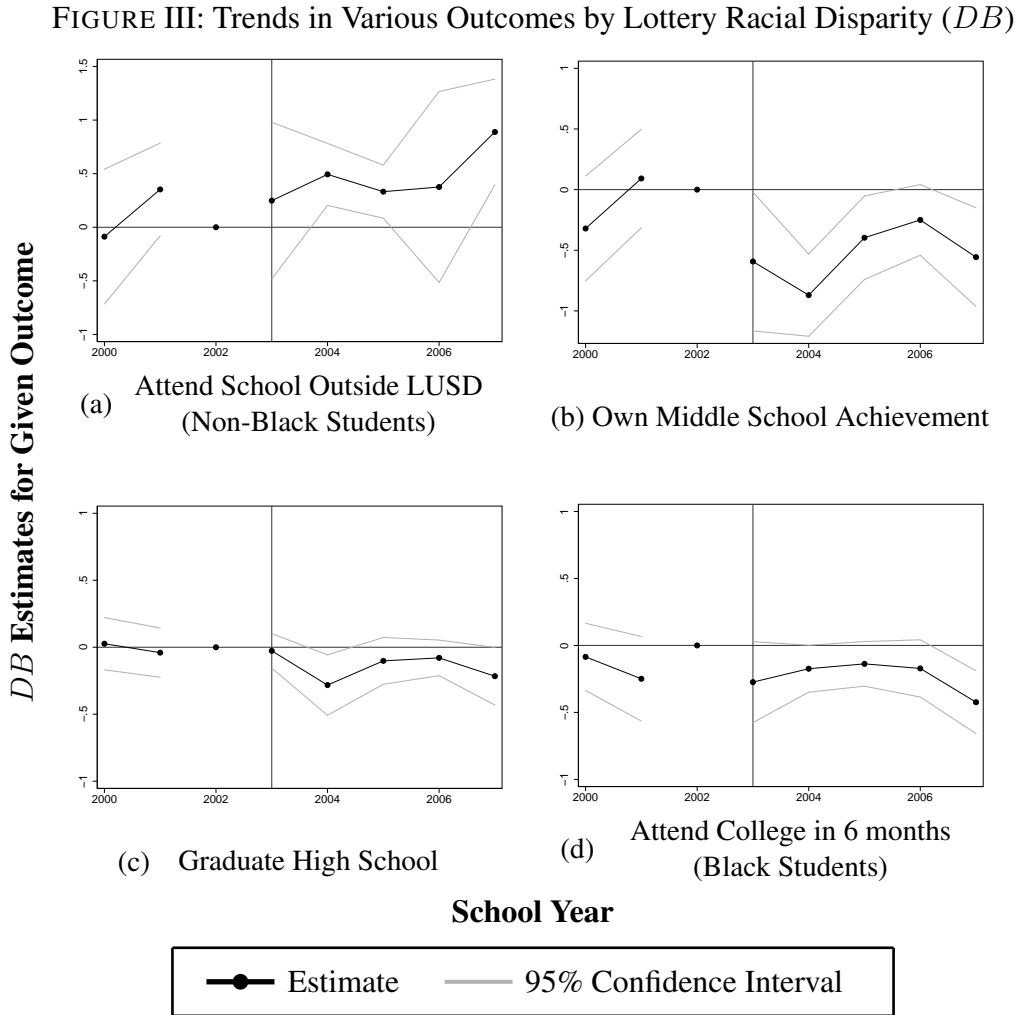 FIGURE III: Trends in Various Outcomes by Lottery Racial Disparity (DB)
DB Estimates for Given Outcome
1.5
1
.5
0
-.5
-1
2000 2002 2004 2006
(a) Attend School Outside LUSD
(Non-Black Students)
1
.5
0
-.5
-1
2000 2002 2004 2006
(b) Own Middle School Achievement
1
.5
0
-.5
-1
2000 2002 2004 2006
(c) Graduate High School
1
.5
0
-.5
-1
2000 2002 2004 2006
(d) Attend College in 6 months
(Black Students)
School Year
Estimate 95% Confidence Interval